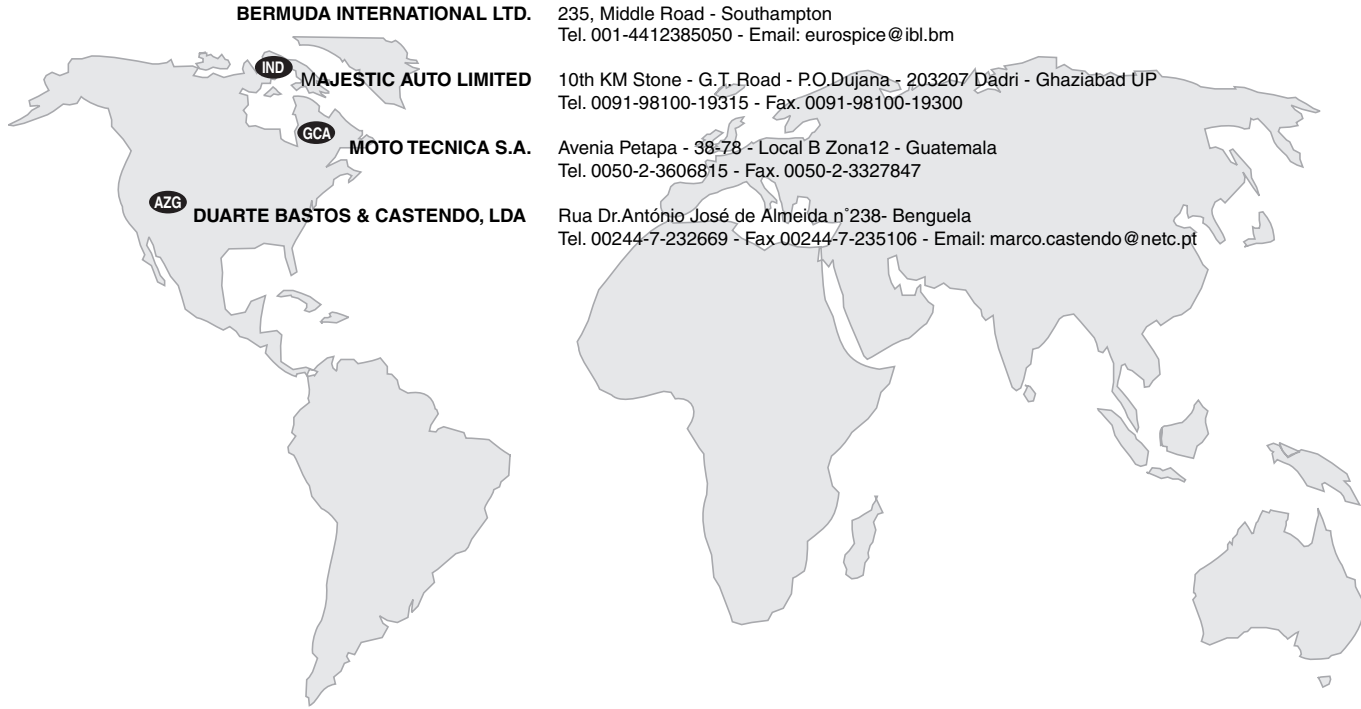 BERMUDA INTERNATIONAL LTD. 235, Middle Road - Southampton
Tel. 001-4412385050 - Email: eurospice@ibl.bm
IND MAJESTIC AUTO LIMITED 10th KM Stone - G.T. Road - P.O.Dujana - 203207 Dadri - Ghaziabad UP
Tel. 0091-98100-19315 - Fax. 0091-98100-19300
GCA MOTO TECNICA S.A. Avenia Petapa - 38-78 - Local B Zona12 - Guatemala
Tel. 0050-2-3606815 - Fax. 0050-2-3327847
AZG DUARTE BASTOS & CASTENDO, LDA Rua Dr.António José de Almeida n˚238- Benguela
Tel. 00244-7-232669 - Fax 00244-7-235106 - Email: marco.castendo@netc.pt